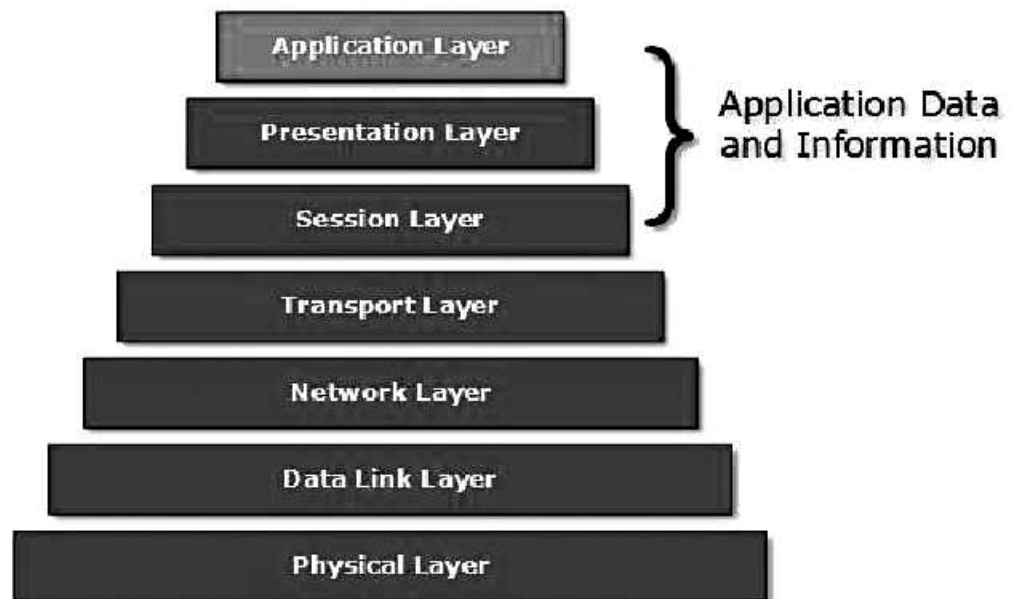 Application Layer
Presentation Layer
Application Data
and Information
Session Layer
Transport Layer
Network Layer
Data Link Layer
Physical Layer